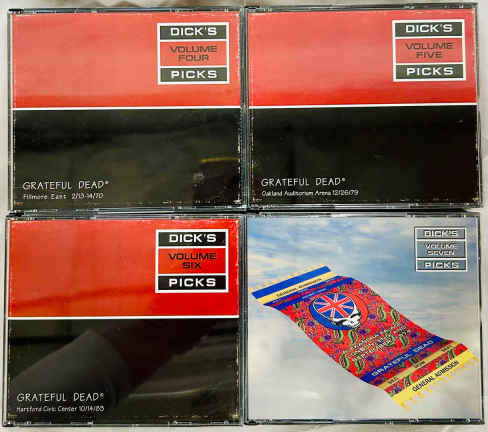 DICK'S
VOLUME
FOUR
PICKS
GRATEFUL DEAD®
Fillmore East 2/13-14/70
DICK'S
VOLUME
FIVE
PICKS
GRATEFUL DEAD®
Oakland Auditorium Arena 12/26/79
DICK'S
VOLUME
SIX
PICKS
GRATEFUL DEAD®
Hartford Civic Center 10/14/83
DICK'S
VOLUME
SEVEN
PICKS
GENERAL ADMISSION
GRATEFUL DEAD
GENERAL ADMISSION